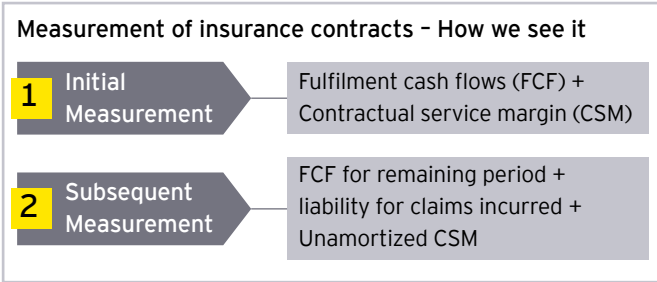 Measurement of insurance contracts – How we see it
1
Initial
Measurement
Fulfilment cash flows (FCF) +
Contractual service margin (CSM)
2
Subsequent
Measurement
FCF for remaining period +
liability for claims incurred +
Unamortized CSM